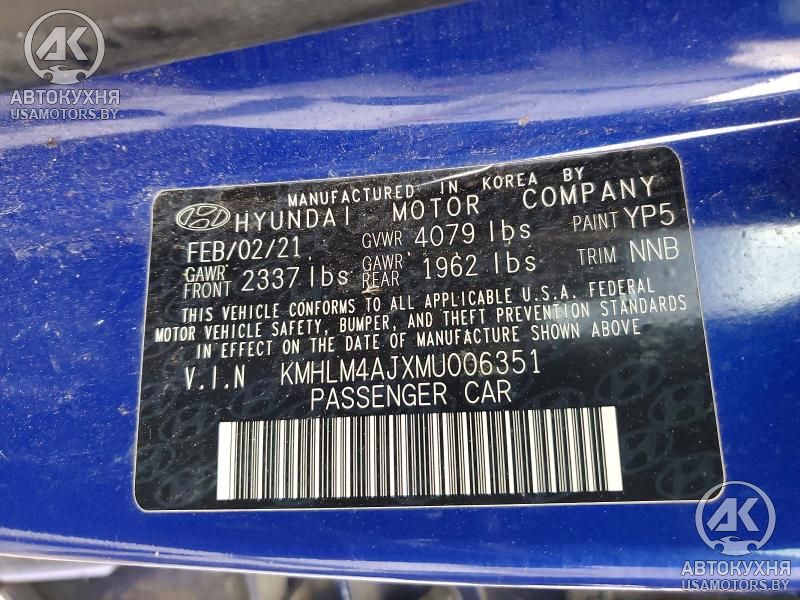 AK
АВТОКУХНЯ
USAMOTORS.BY
MANUFACTURED IN KOREA BY
HYUNDAI MOTOR COMPANY
FEB/02/21 GVWR 4079 lbs PAINT YP5
GAWR FRONT 2337 lbs GAWR REAR 1962 lbs TRIM NNB
THIS VEHICLE CONFORMS TO ALL APPLICABLE U.S.A. FEDERAL
MOTOR VEHICLE SAFETY, BUMPER, AND THEFT PREVENTION STANDARDS
IN EFFECT ON THE DATE OF MANUFACTURE SHOWN ABOVE
V.I.N KMHLM4AJXMU006351
PASSENGER CAR
AK
АВТОКУХНЯ
USAMOTORS.BY